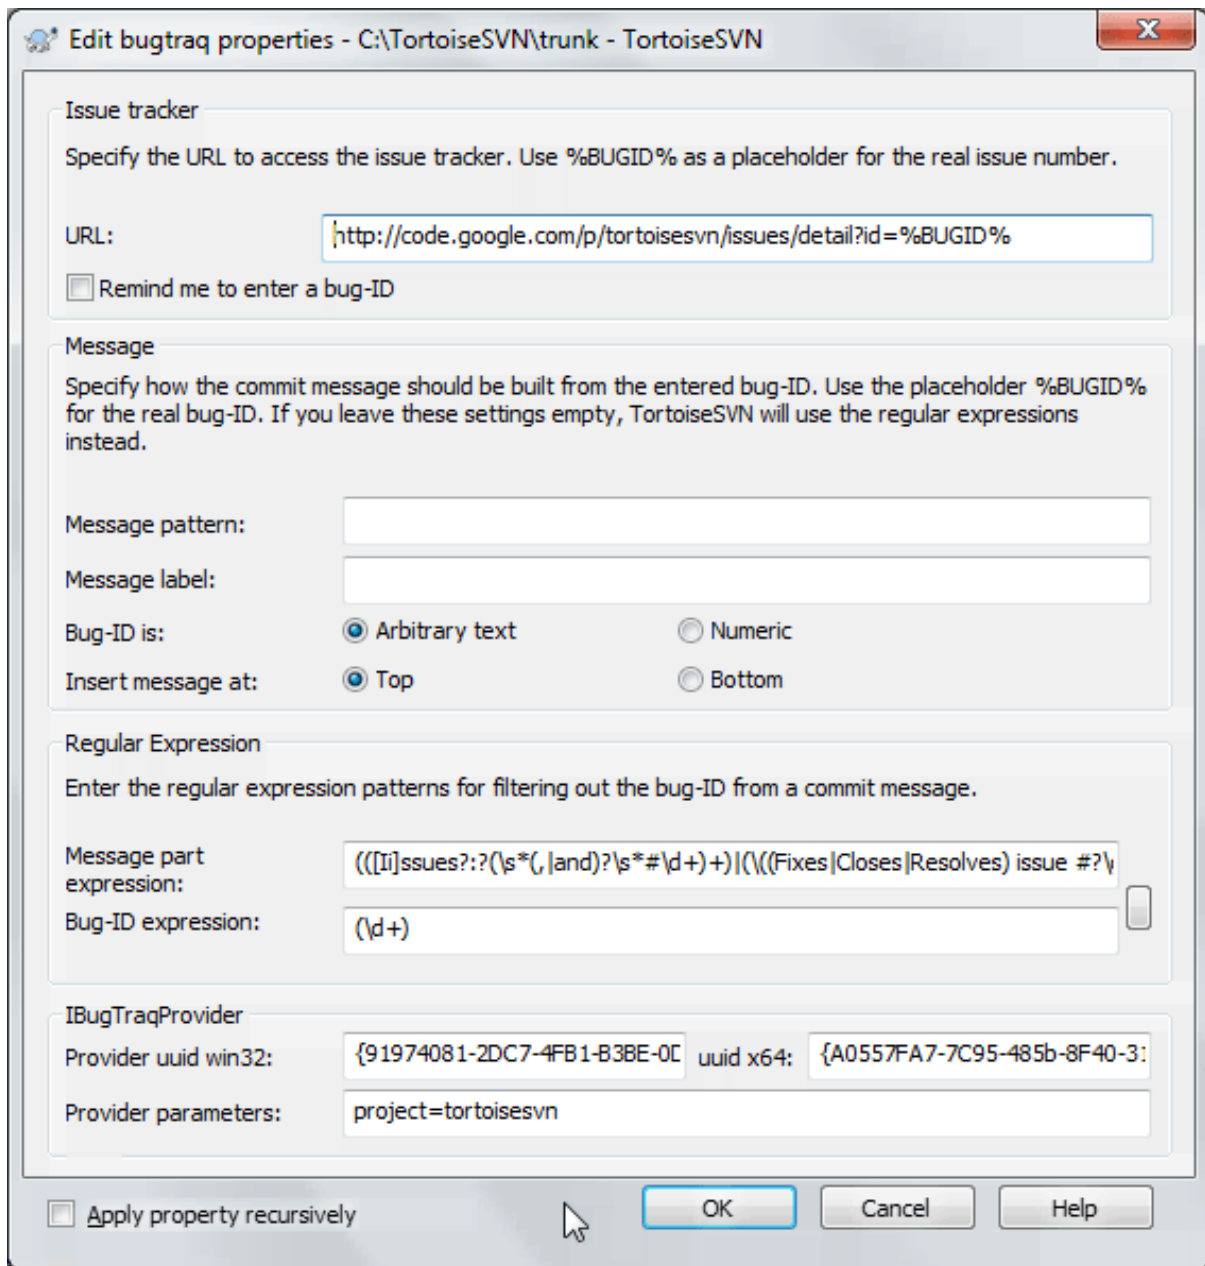 Edit bugtraq properties - C:\TortoiseSVN\trunk - TortoiseSVN
Issue tracker
Specify the URL to access the issue tracker. Use %BUGID% as a placeholder for the real issue number.
URL: http://code.google.com/p/tortoisesvn/issues/detail?id=%BUGID%
Remind me to enter a bug-ID
Message
Specify how the commit message should be built from the entered bug-ID. Use the placeholder %BUGID%
for the real bug-ID. If you leave these settings empty, TortoiseSVN will use the regular expressions
instead.
Message pattern:
Message label:
Bug-ID is: Arbitrary text Numeric
Insert message at: Top Bottom
Regular Expression
Enter the regular expression patterns for filtering out the bug-ID from a commit message.
Message part
expression:
(([Ii]ssues?:?(\s*(,|and)?\s*#\d+)+)|(\((Fixes|Closes|Resolves) issue #?\
Bug-ID expression: (\d+)
IBugTraqProvider
Provider uuid win32: {91974081-2DC7-4FB1-B3BE-0D uuid x64: {A0557FA7-7C95-485b-8F40-31
Provider parameters: project=tortoisesvn
Apply property recursively OK Cancel Help